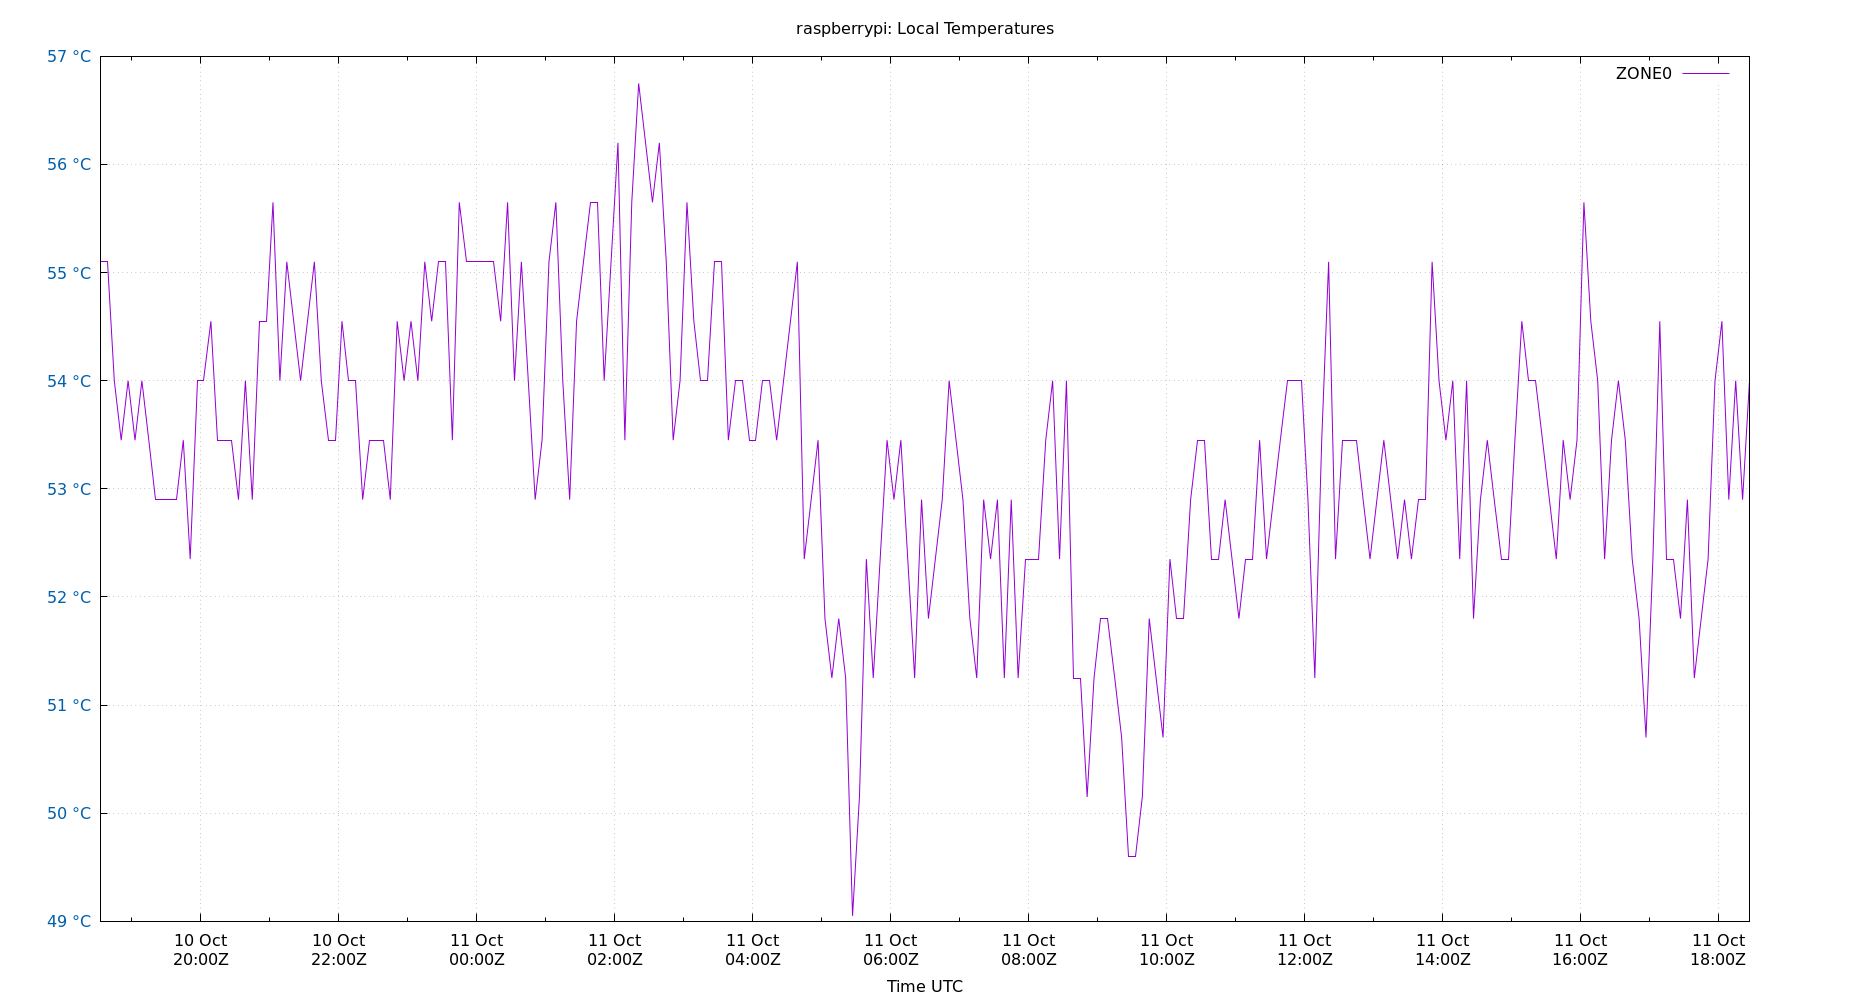 raspberrypi: Local Temperatures
57 °C
ZONE0
56 °C
55 °C
54 °C
53 °C
52 °C
51 °C
50 °C
49 °C
10 Oct 10 Oct 11 Oct 11 Oct 11 Oct 11 Oct 11 Oct 11 Oct 11 Oct 11 Oct 11 Oct 11 Oct
20:00Z 22:00Z 00:00Z 02:00Z 04:00Z 06:00Z 08:00Z 10:00Z 12:00Z 14:00Z 16:00Z 18:00Z
Time UTC